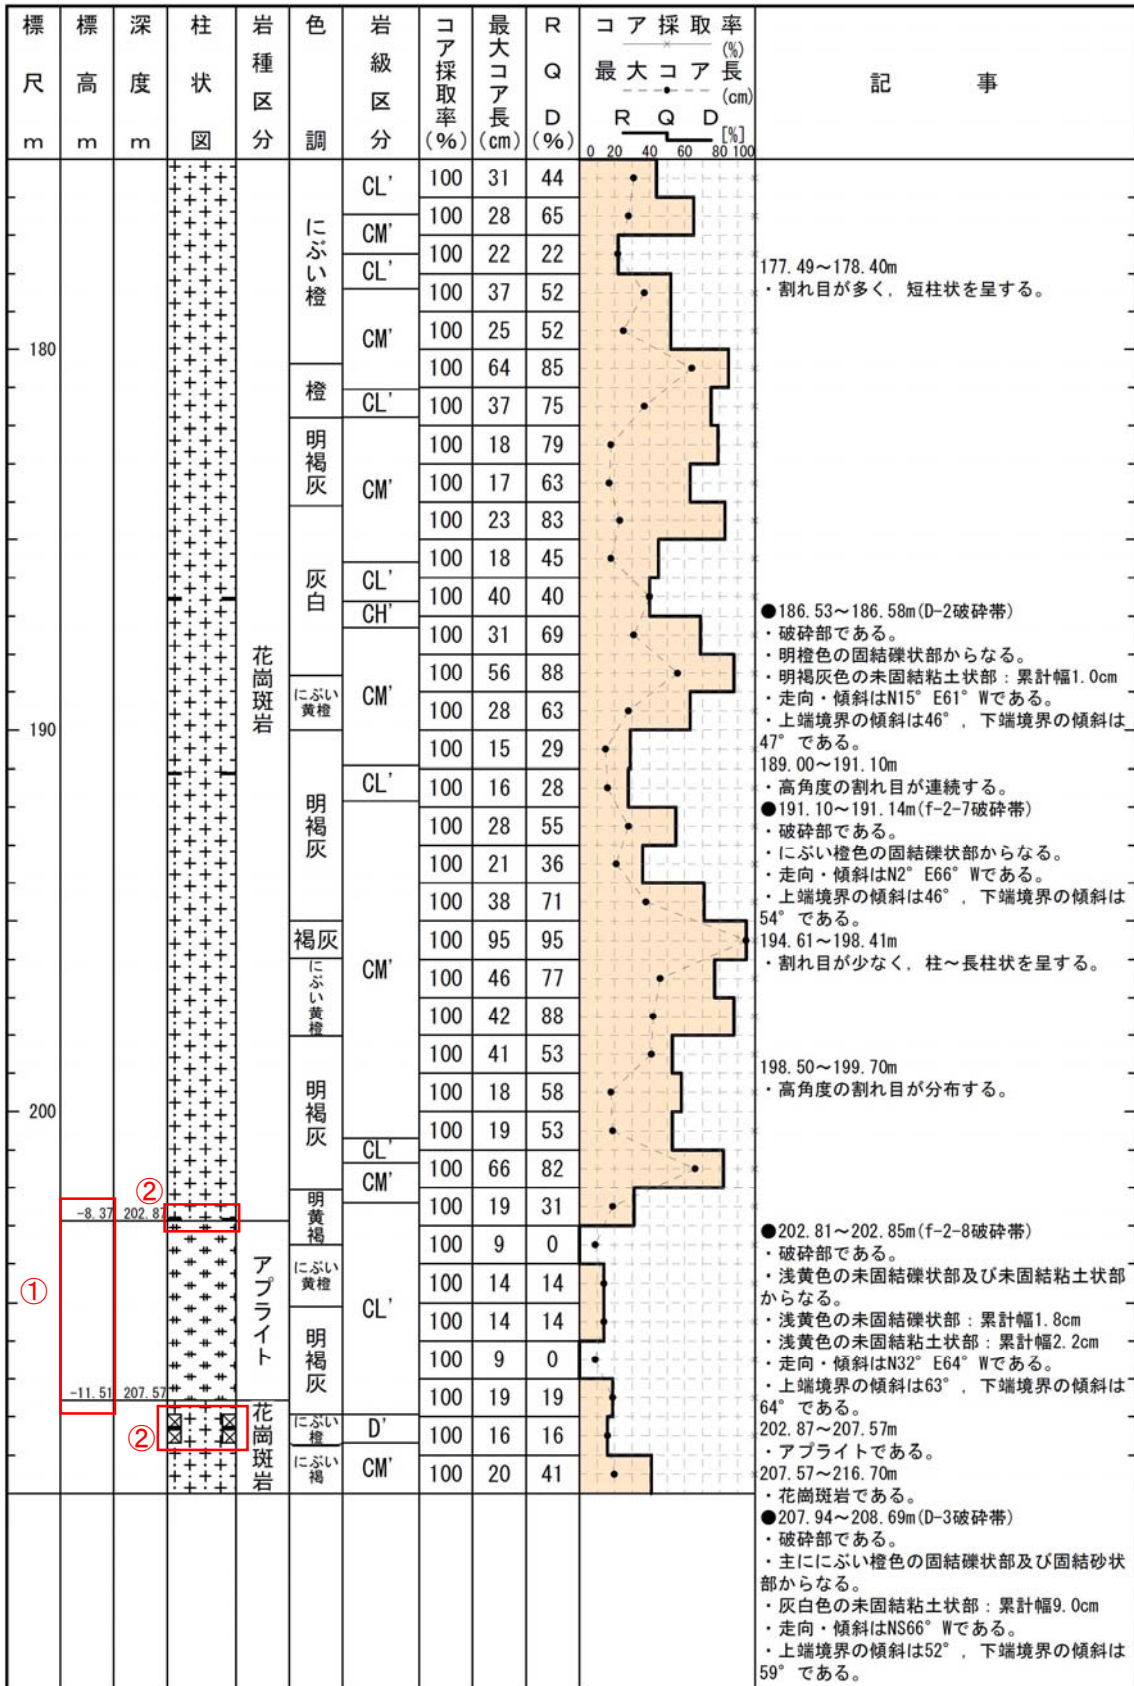 標尺 m
標高 m
深度 m
柱状図
岩種区分
色調
岩級区分
コア採取率(%)
最大コア長(cm)
RQD(%)
コア採取率(%)
最大コア長(cm)
RQD[%]
0 20 40 60 80 100
記事
180
190
200
-8.37 202.87
-11.51 207.57
①
②
②
花崗斑岩
アプライト
花崗斑岩
にぶい橙
橙
明褐灰
灰白
にぶい黄橙
明褐灰
褐灰
にぶい黄橙
明褐灰
明黄褐
にぶい黄橙
明褐灰
にぶい橙
にぶい褐
CL'
CM'
CL'
CM'
CL'
CM'
CL'
CH'
CM'
CL'
CM'
CL'
CM'
CL'
D'
CM'
100 31 44
100 28 65
100 22 22
100 37 52
100 25 52
100 64 85
100 37 75
100 18 79
100 17 63
100 23 83
100 18 45
100 40 40
100 31 69
100 56 88
100 28 63
100 15 29
100 16 28
100 28 55
100 21 36
100 38 71
100 95 95
100 46 77
100 42 88
100 41 53
100 18 58
100 19 53
100 66 82
100 19 31
100 9 0
100 14 14
100 14 14
100 9 0
100 19 19
100 16 16
100 20 41
177.49～178.40m
・割れ目が多く，短柱状を呈する。
●186.53～186.58m(D-2破砕帯)
・破砕部である。
・明橙色の固結礫状部からなる。
・明褐灰色の未固結粘土状部：累計幅1.0cm
・走向・傾斜はN15°E61°Wである。
・上端境界の傾斜は46°，下端境界の傾斜は
47°である。
189.00～191.10m
・高角度の割れ目が連続する。
●191.10～191.14m(f-2-7破砕帯)
・破砕部である。
・にぶい橙色の固結礫状部からなる。
・走向・傾斜はN2°E66°Wである。
・上端境界の傾斜は46°，下端境界の傾斜は
54°である。
194.61～198.41m
・割れ目が少なく，柱～長柱状を呈する。
198.50～199.70m
・高角度の割れ目が分布する。
●202.81～202.85m(f-2-8破砕帯)
・破砕部である。
・浅黄色の未固結礫状部及び未固結粘土状部
からなる。
・浅黄色の未固結礫状部：累計幅1.8cm
・浅黄色の未固結粘土状部：累計幅2.2cm
・走向・傾斜はN32°E64°Wである。
・上端境界の傾斜は63°，下端境界の傾斜は
64°である。
202.87～207.57m
・アプライトである。
207.57～216.70m
・花崗斑岩である。
●207.94～208.69m(D-3破砕帯)
・破砕部である。
・主ににぶい橙色の固結礫状部及び固結砂状
部からなる。
・灰白色の未固結粘土状部：累計幅9.0cm
・走向・傾斜はNS66°Wである。
・上端境界の傾斜は52°，下端境界の傾斜は
59°である。